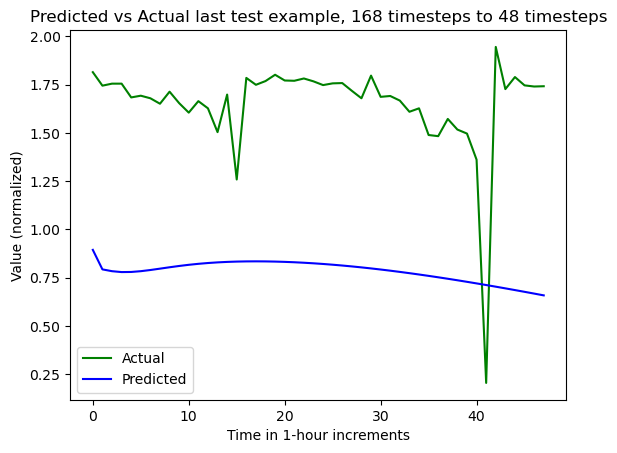 Predicted vs Actual last test example, 168 timesteps to 48 timesteps
2.00
1.75
1.50
1.25
1.00
0.75
0.50
0.25
Value (normalized)
Actual
Predicted
0 10 20 30 40
Time in 1-hour increments